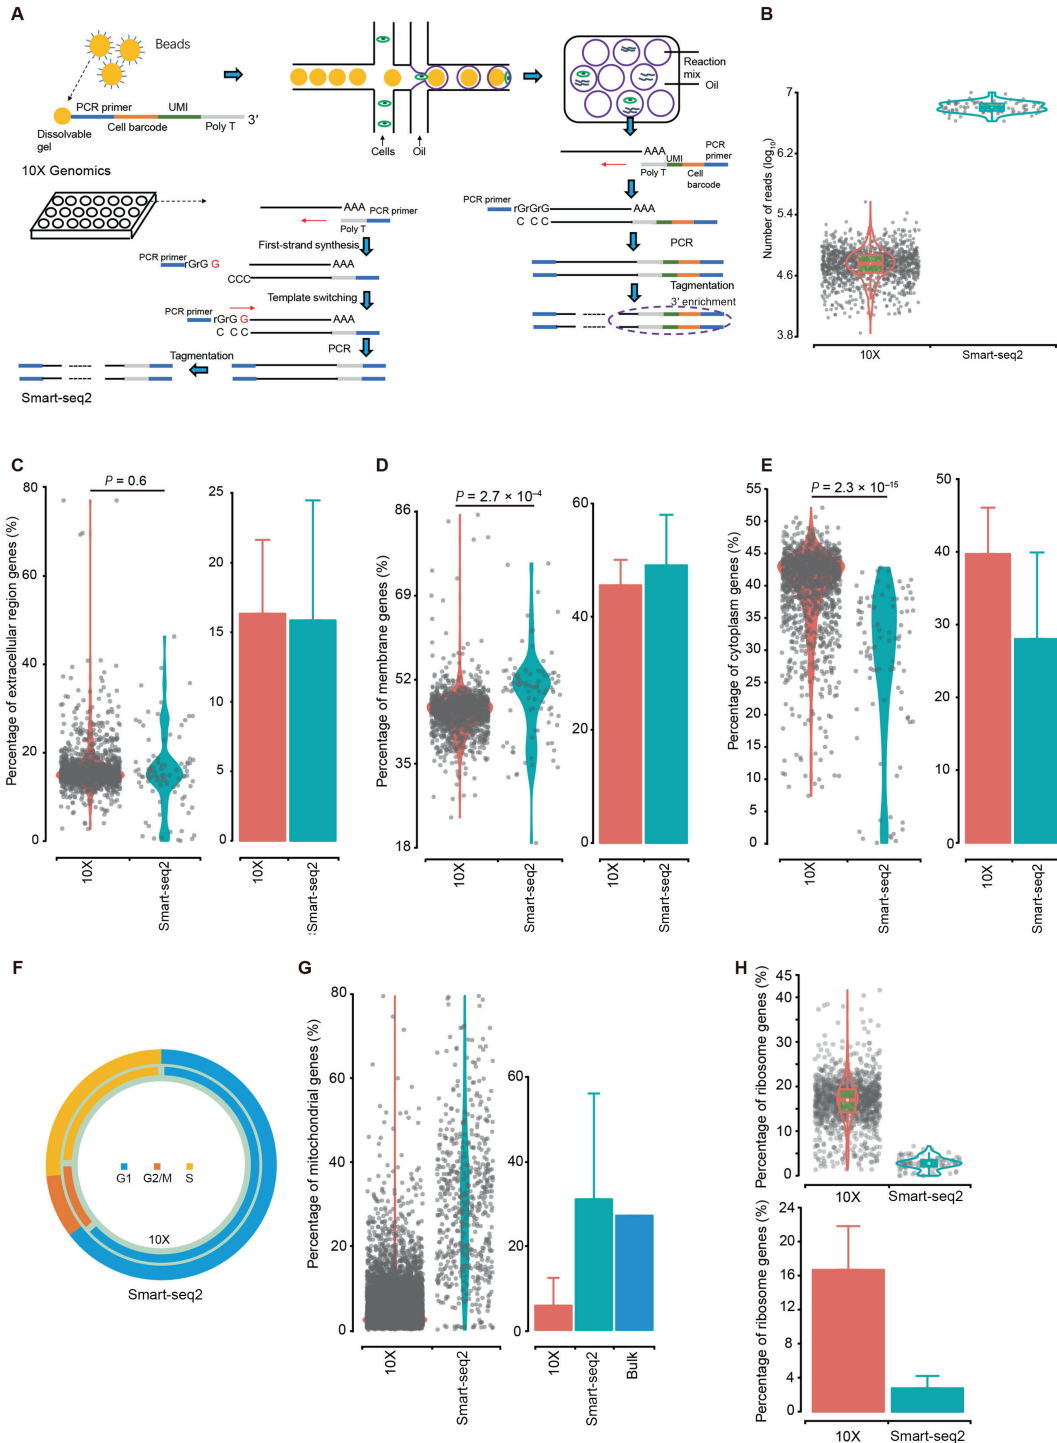 A
Beads
PCR primer
UMI
3′
Dissolvable
gel
Cell barcode
Poly T
10X Genomics
Cells
Oil
Reaction
mix
Oil
AAA
PCR
primer
UMI
Poly T
Cell
barcode
PCR primer
rGrGrG
AAA
C C C
PCR
Tagmentation
3′ enrichment
AAA
PCR primer
Poly T
First-strand synthesis
PCR primer
rGrG G
AAA
CCC
Template switching
PCR primer
rGrG G
AAA
C C C
PCR
Tagmentation
Smart-seq2
B
Number of reads (log10)
7
6.2
5.4
4.6
3.8
10X
Smart-seq2
C
P = 0.6
Percentage of extracellular region genes (%)
80
60
40
20
0
10X
Smart-seq2
25
20
15
10
5
0
10X
Smart-seq2
D
P = 2.7 × 10–4
Percentage of membrane genes (%)
86
69
52
35
18
10X
Smart-seq2
60
40
20
0
10X
Smart-seq2
E
P = 2.3 × 10–15
Percentage of cytoplasm genes (%)
55
50
45
40
35
30
25
20
15
10
5
0
10X
Smart-seq2
50
40
30
20
10
0
10X
Smart-seq2
F
G1
G2/M
S
10X
Smart-seq2
G
Percentage of mitochondrial genes (%)
80
60
40
20
0
10X
Smart-seq2
60
40
20
0
10X
Smart-seq2
Bulk
H
Percentage of ribosome genes (%)
45
40
35
30
25
20
15
10
5
0
10X
Smart-seq2
Percentage of ribosome genes (%)
24
20
16
12
8
4
0
10X
Smart-seq2